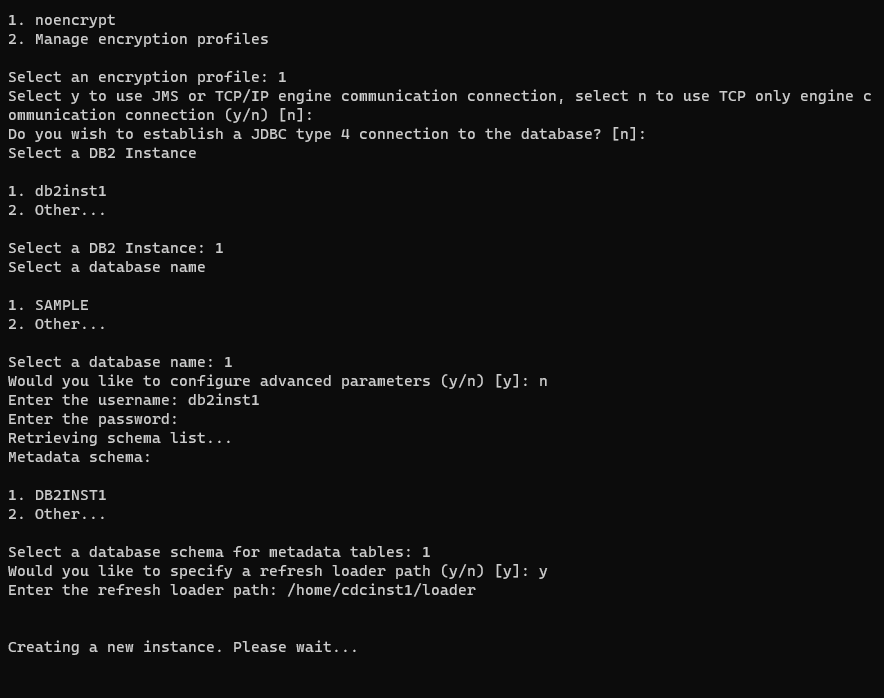 1. noencrypt
2. Manage encryption profiles
Select an encryption profile: 1
Select y to use JMS or TCP/IP engine communication connection, select n to use TCP only engine c
ommunication connection (y/n) [n]:
Do you wish to establish a JDBC type 4 connection to the database? [n]:
Select a DB2 Instance
1. db2inst1
2. Other...
Select a DB2 Instance: 1
Select a database name
1. SAMPLE
2. Other...
Select a database name: 1
Would you like to configure advanced parameters (y/n) [y]: n
Enter the username: db2inst1
Enter the password:
Retrieving schema list...
Metadata schema:
1. DB2INST1
2. Other...
Select a database schema for metadata tables: 1
Would you like to specify a refresh loader path (y/n) [y]: y
Enter the refresh loader path: /home/cdcinst1/loader
Creating a new instance. Please wait...